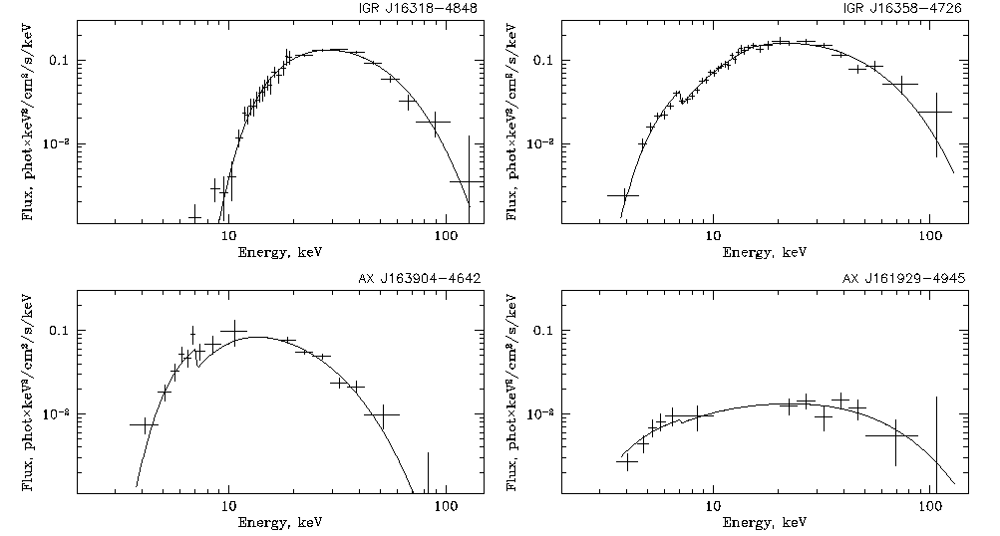 IGR J16318−4848
Flux, phot×keV²/cm²/s/keV
0.1
10⁻²
10
100
Energy, keV
IGR J16358−4726
Flux, phot×keV²/cm²/s/keV
0.1
10⁻²
10
100
Energy, keV
AX J163904−4642
Flux, phot×keV²/cm²/s/keV
0.1
10⁻²
10
100
Energy, keV
AX J161929−4945
Flux, phot×keV²/cm²/s/keV
0.1
10⁻²
10
100
Energy, keV